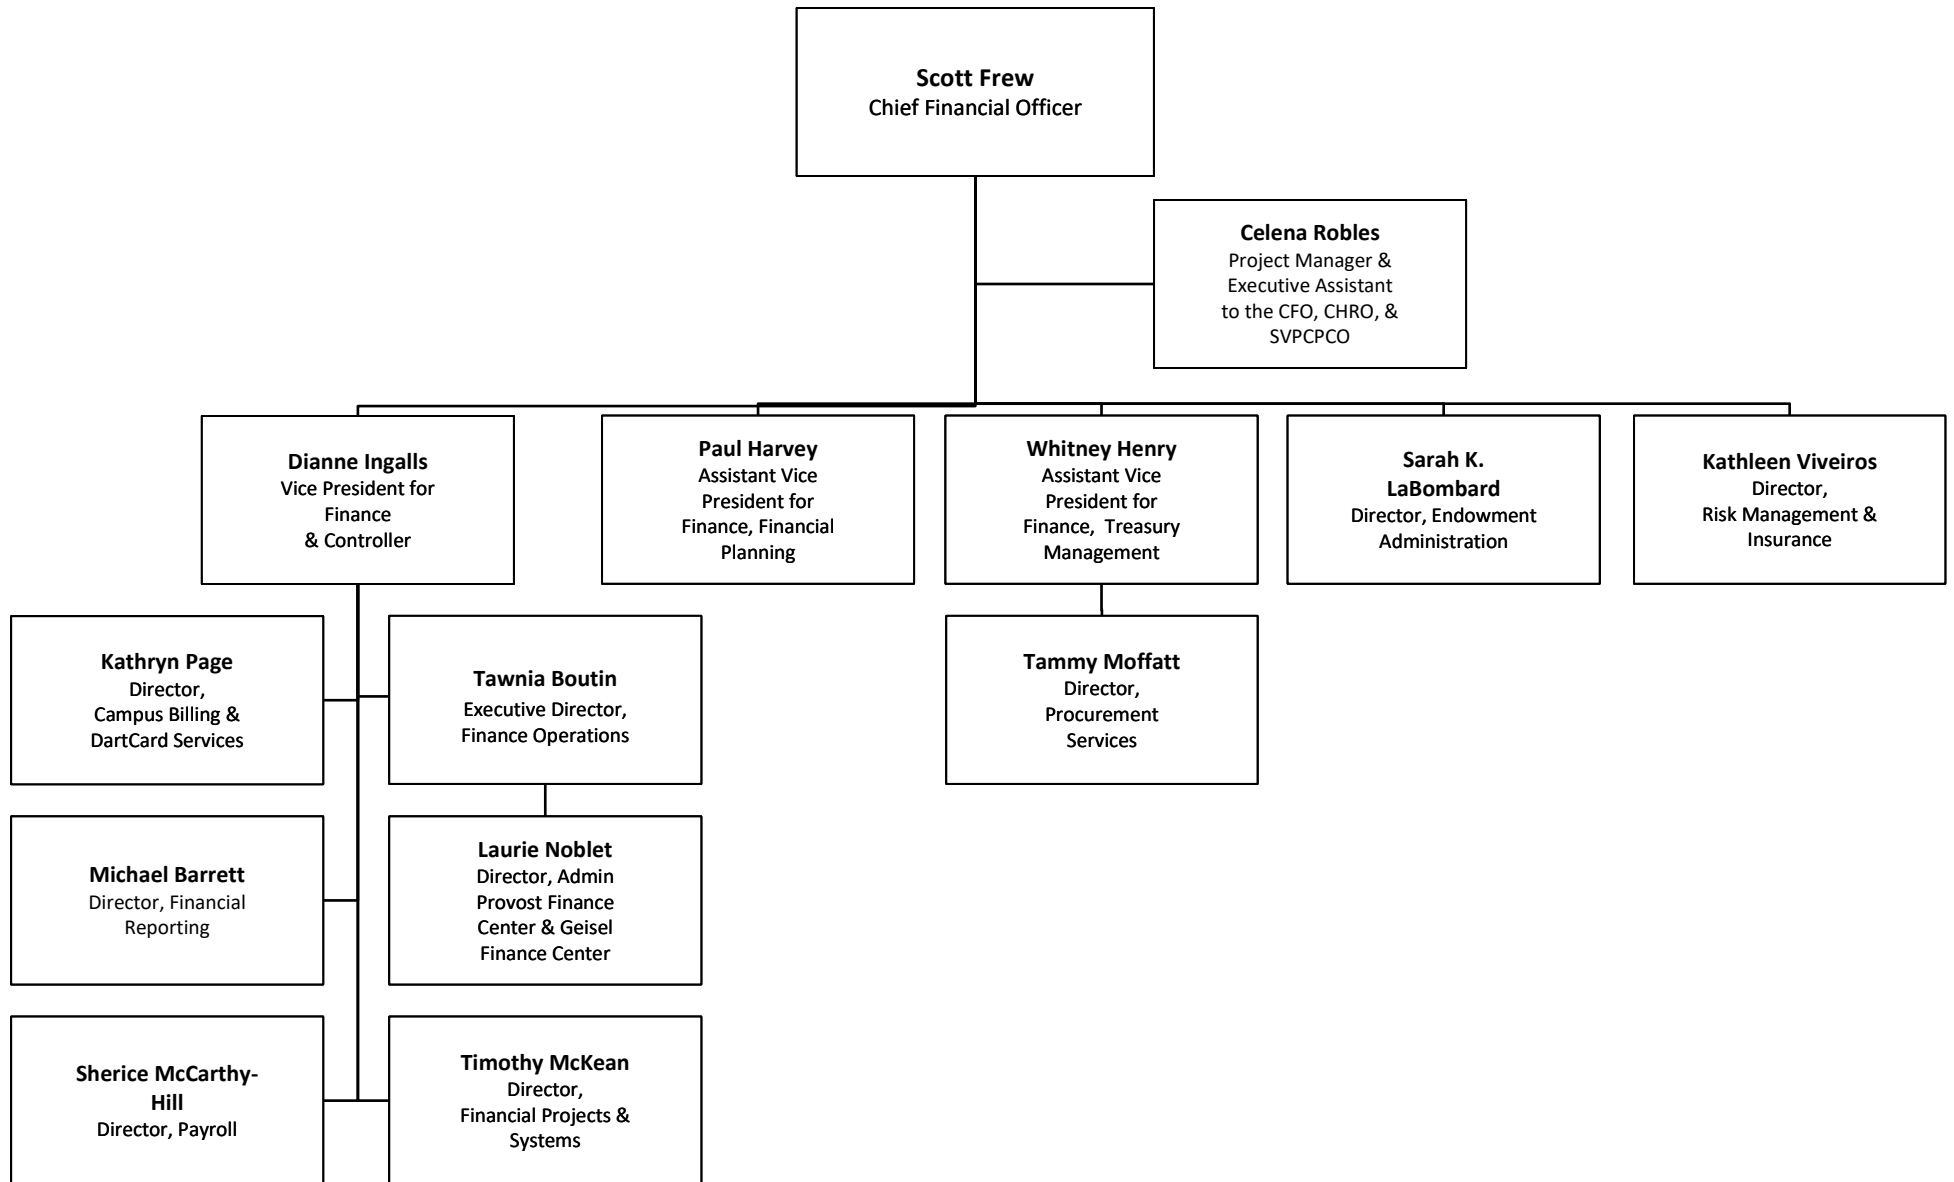 Scott Frew
Chief Financial Officer
Celena Robles
Project Manager &
Executive Assistant
to the CFO, CHRO, &
SVPCPCO
Dianne Ingalls
Vice President for
Finance
& Controller
Paul Harvey
Assistant Vice
President for
Finance, Financial
Planning
Whitney Henry
Assistant Vice
President for
Finance, Treasury
Management
Sarah K.
LaBombard
Director, Endowment
Administration
Kathleen Viveiros
Director,
Risk Management &
Insurance
Kathryn Page
Director,
Campus Billing &
DartCard Services
Tawnia Boutin
Executive Director,
Finance Operations
Tammy Moffatt
Director,
Procurement
Services
Michael Barrett
Director, Financial
Reporting
Laurie Noblet
Director, Admin
Provost Finance
Center & Geisel
Finance Center
Sherice McCarthy-
Hill
Director, Payroll
Timothy McKean
Director,
Financial Projects &
Systems